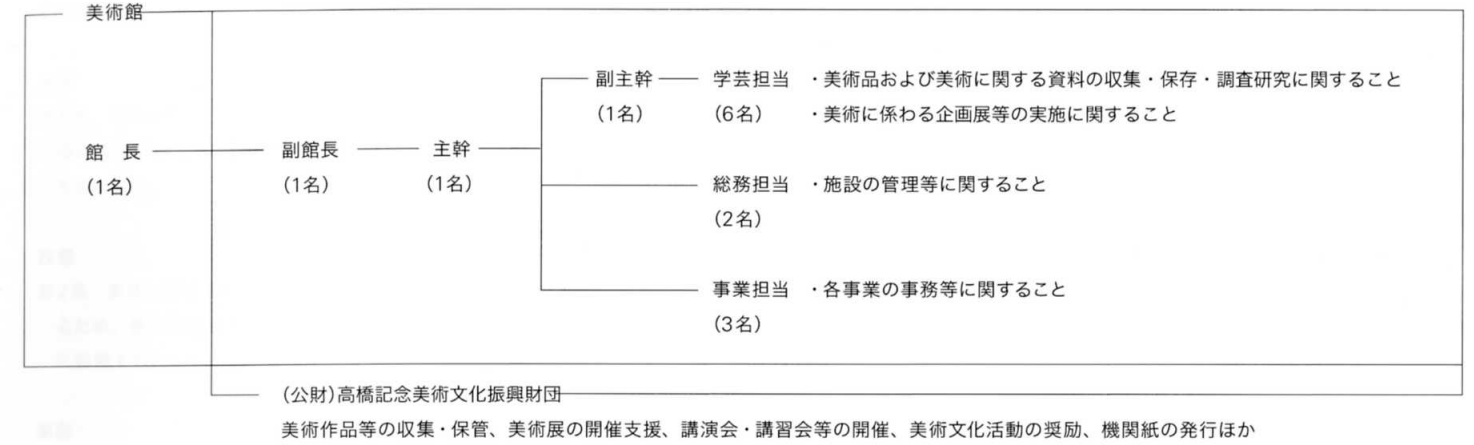 美術館
副主幹 学芸担当 ・美術品および美術に関する資料の収集・保存・調査研究に関すること
(1名) (6名) ・美術に係わる企画展等の実施に関すること
館 長 副館長 主幹
(1名) (1名) (1名)
総務担当 ・施設の管理等に関すること
(2名)
事業担当 ・各事業の事務等に関すること
(3名)
(公財)高橋記念美術文化振興財団
美術作品等の収集・保管、美術展の開催支援、講演会・講習会等の開催、美術文化活動の奨励、機関紙の発行ほか